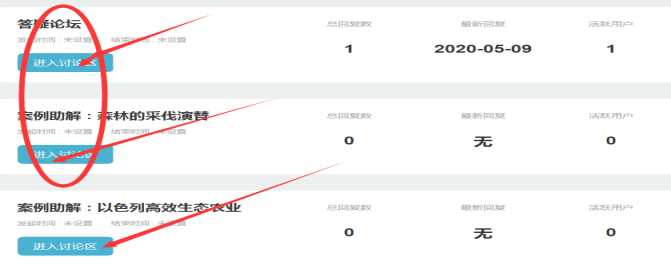 答疑论坛
总回复数 最新回复 活跃用户
发起时间：未设置 结束时间：未设置
1 2020-05-09 1
进入讨论区
案例助解：森林的采伐演替
总回复数 最新回复 活跃用户
发起时间：未设置 结束时间：未设置
0 无 0
进入讨论区
案例助解：以色列高效生态农业
总回复数 最新回复 活跃用户
发起时间：未设置 结束时间：未设置
0 无 0
进入讨论区